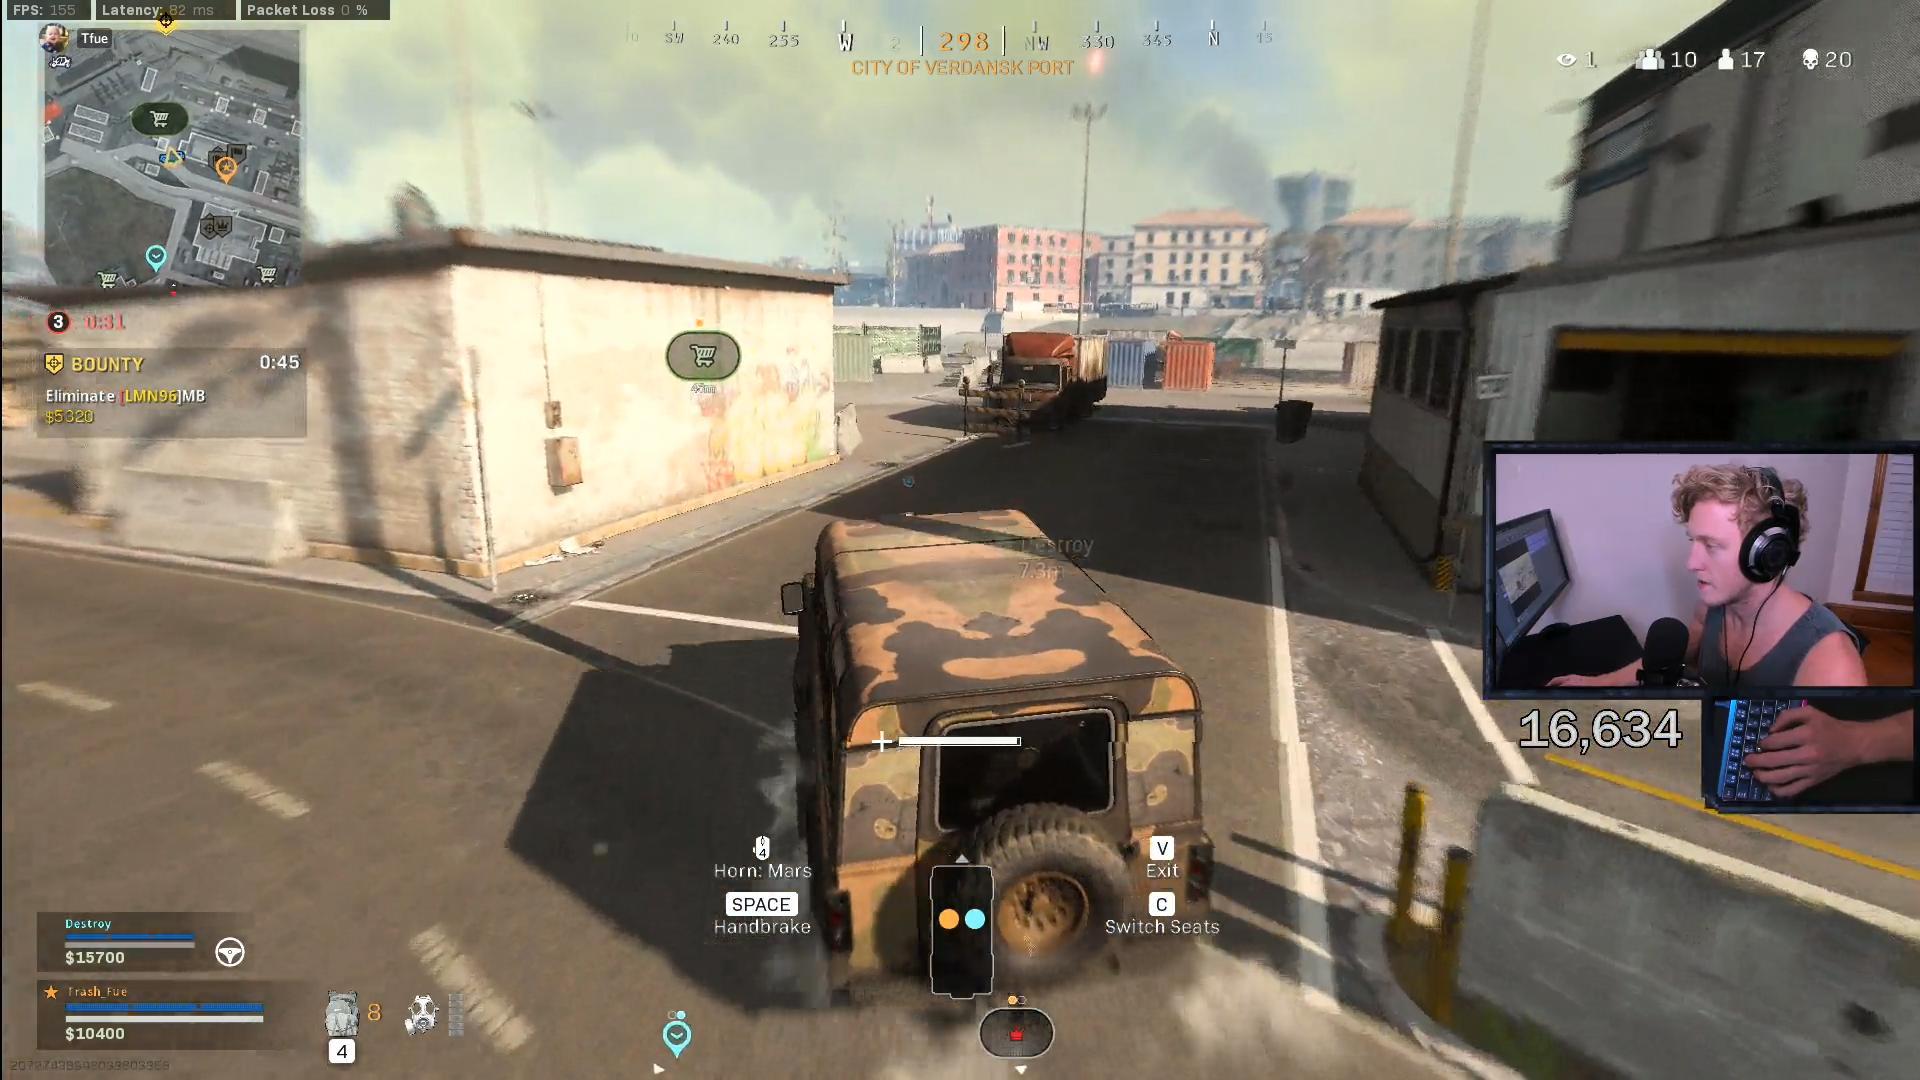 FPS: 155
Latency: 82 ms
Packet Loss 0 %
Tfue
SW 240 255 W 298 NW 330 345 N 15
CITY OF VERDANSK PORT
1 10 17 20
3 0:31
BOUNTY 0:45
Eliminate [LMN96]MB
$5320
Destroy
7.3m
16,634
4
Horn: Mars
SPACE
Handbrake
V
Exit
C
Switch Seats
Destroy
$15700
Trash_Fue
$10400
8
4